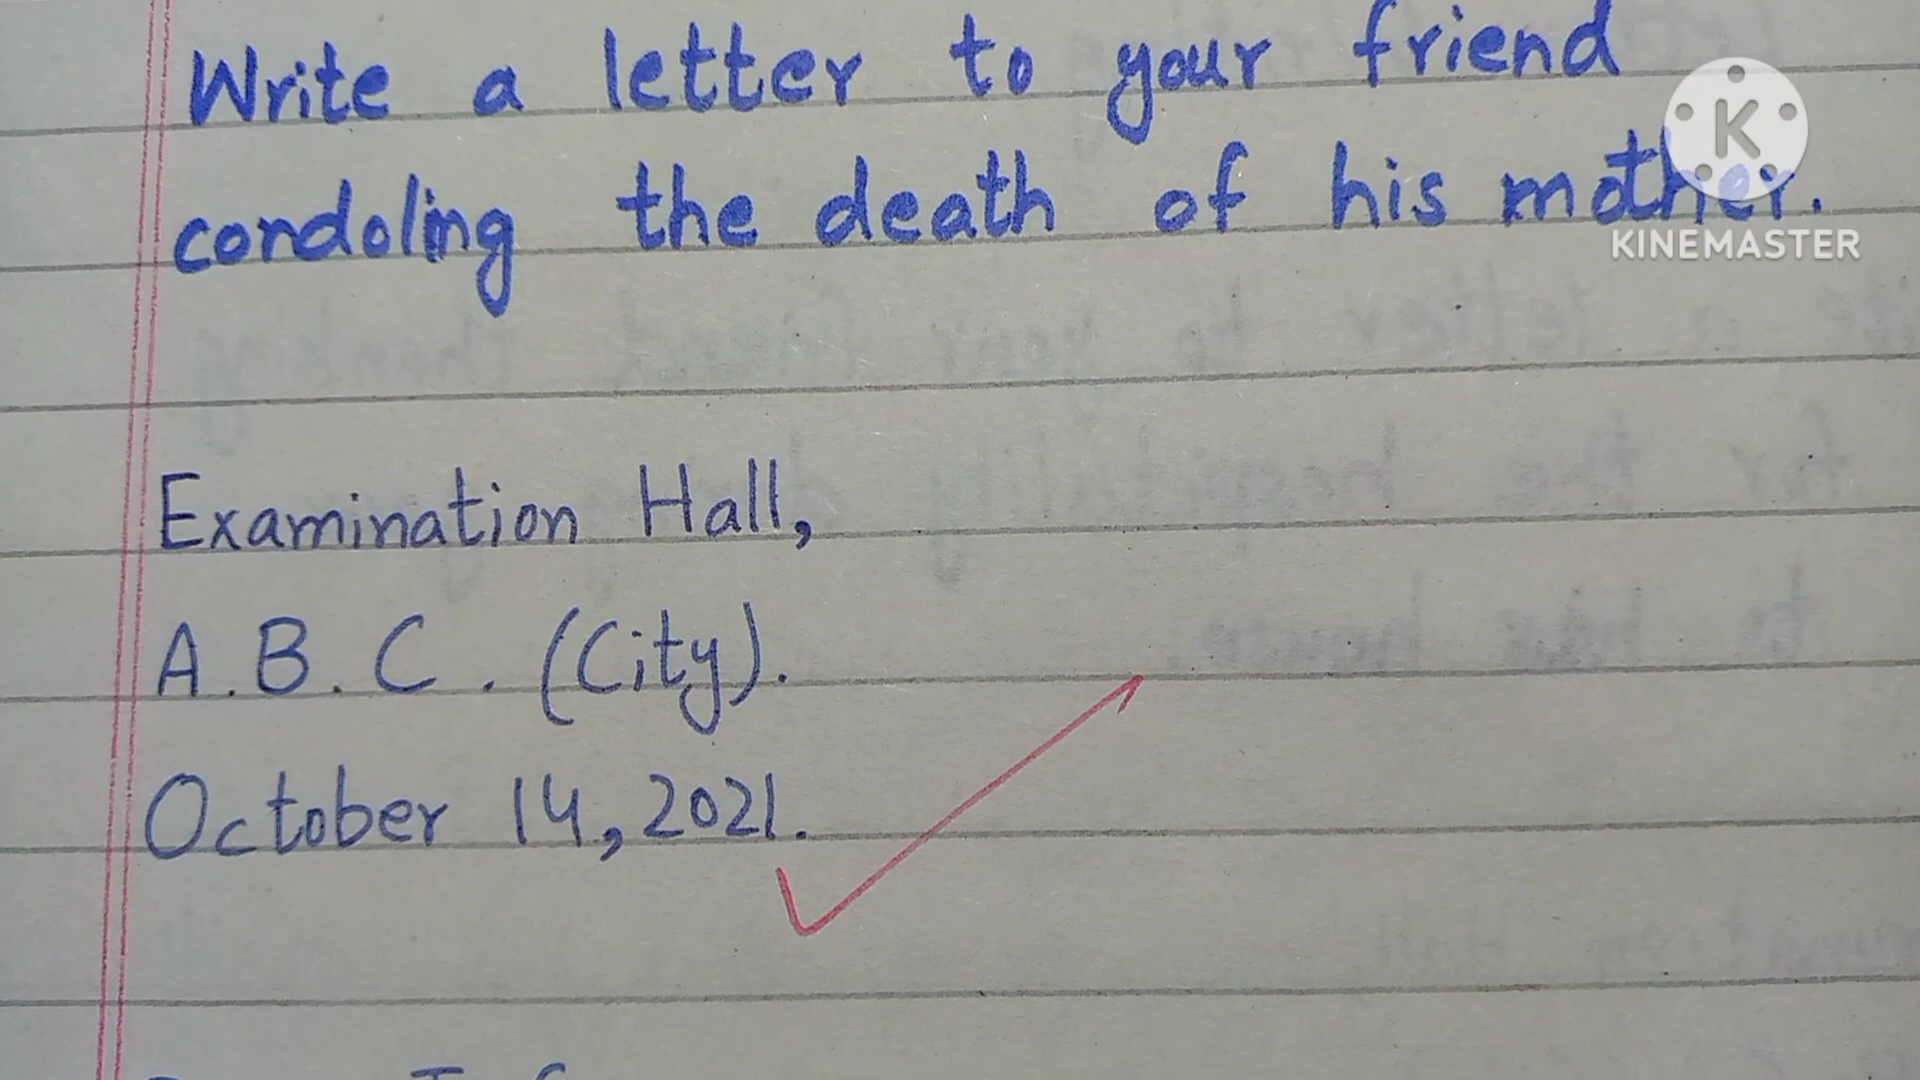 Write a letter to your friend
condoling the death of his mother.
K
KINEMASTER
Examination Hall,
A.B.C. (City).
October 14, 2021.